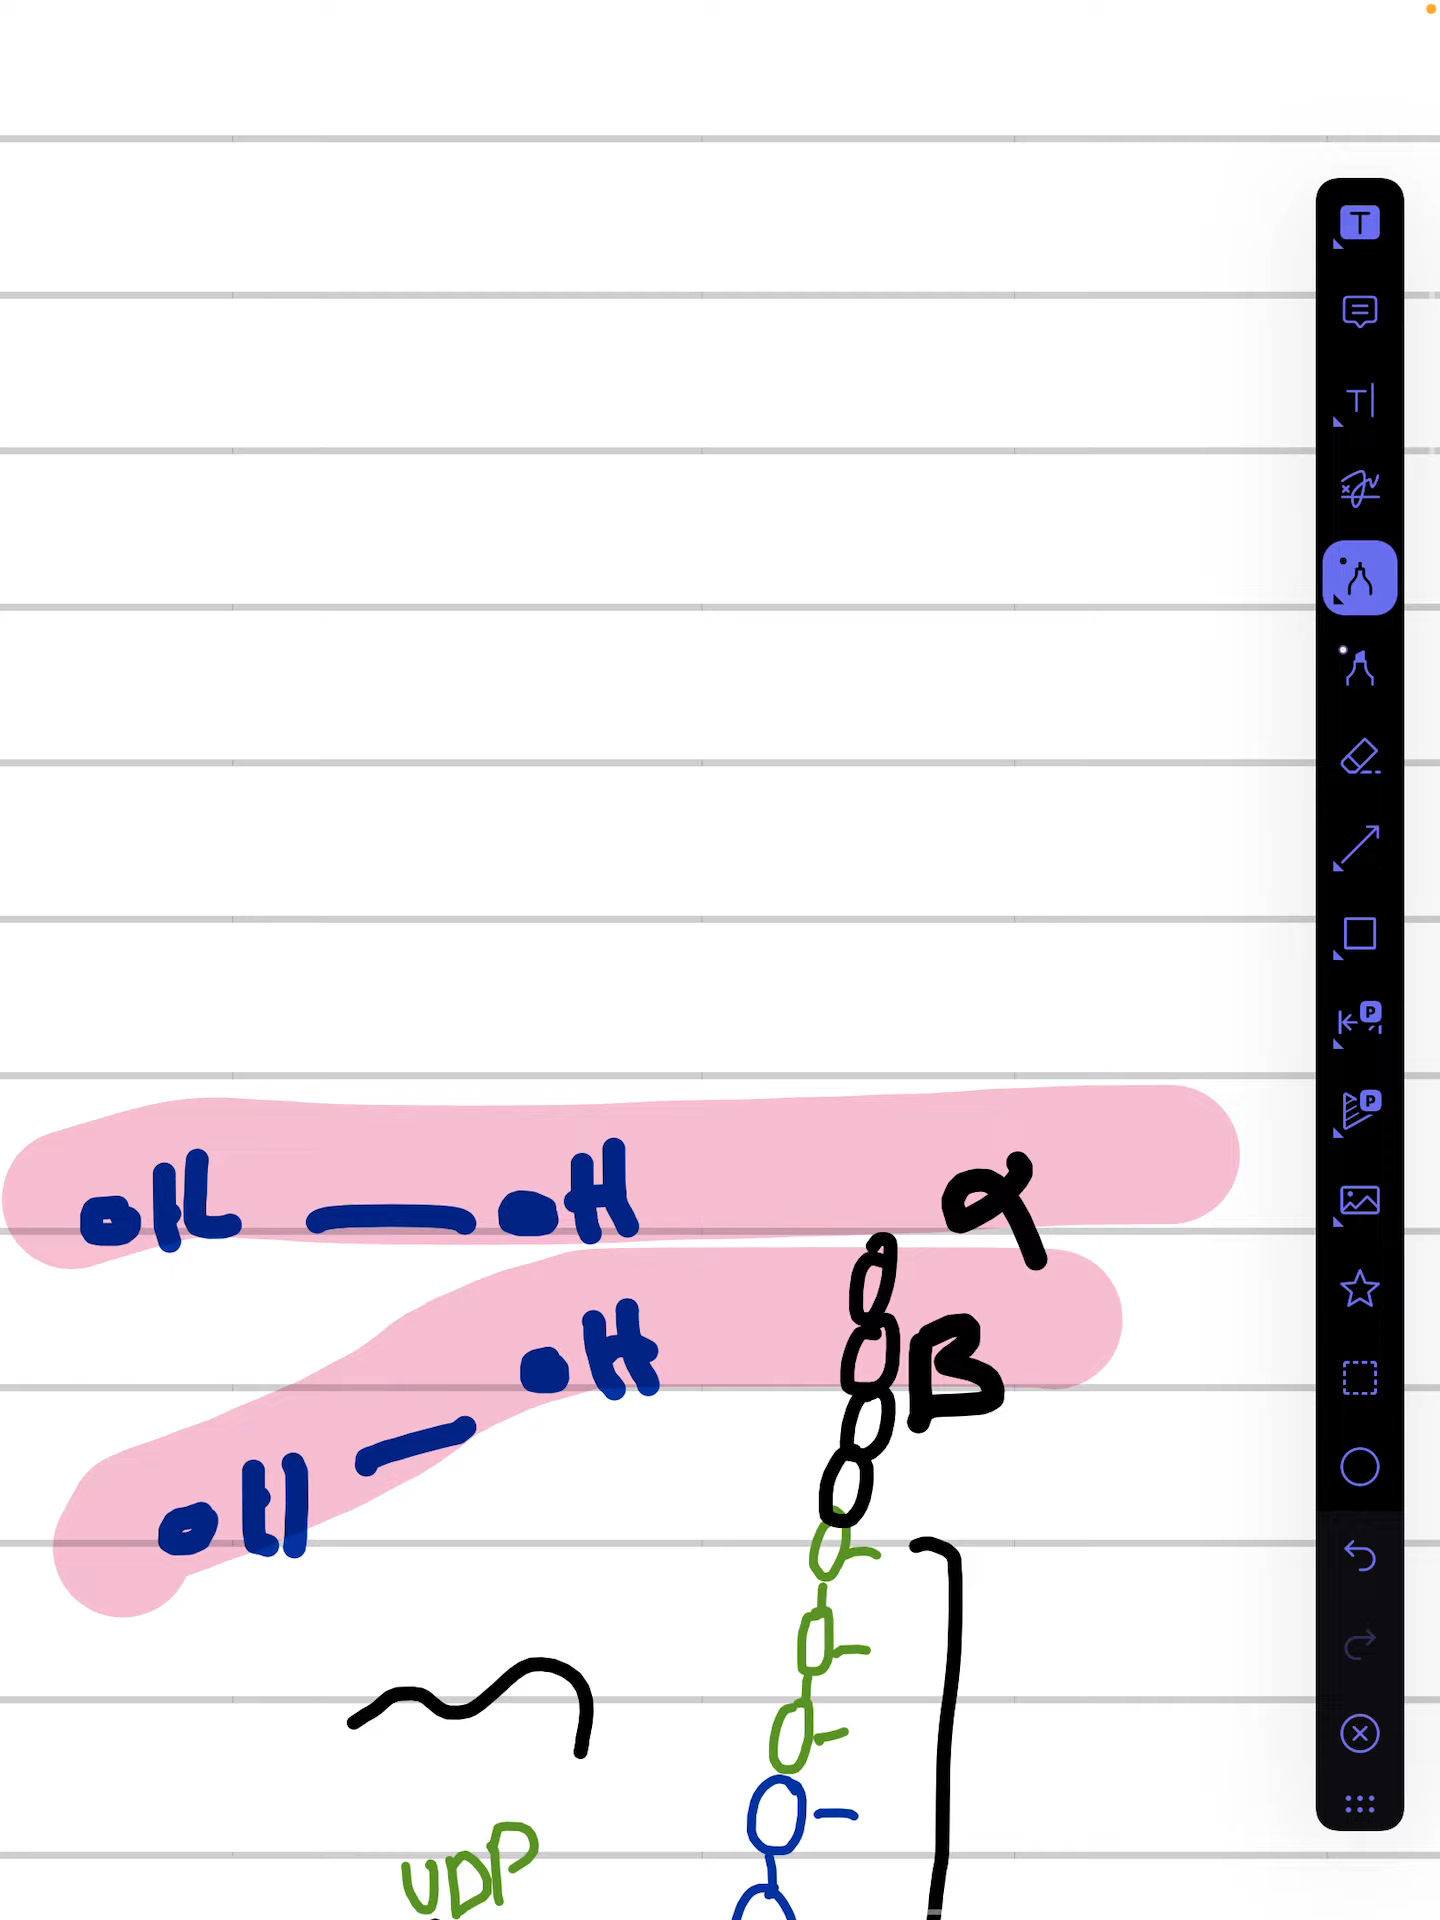 OH — OH α
OH — OH B
UDP